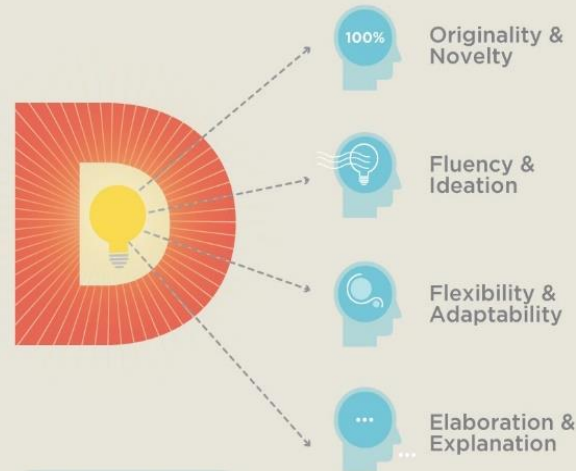 D
100%
Originality &
Novelty
Fluency &
Ideation
Flexibility &
Adaptability
Elaboration &
Explanation